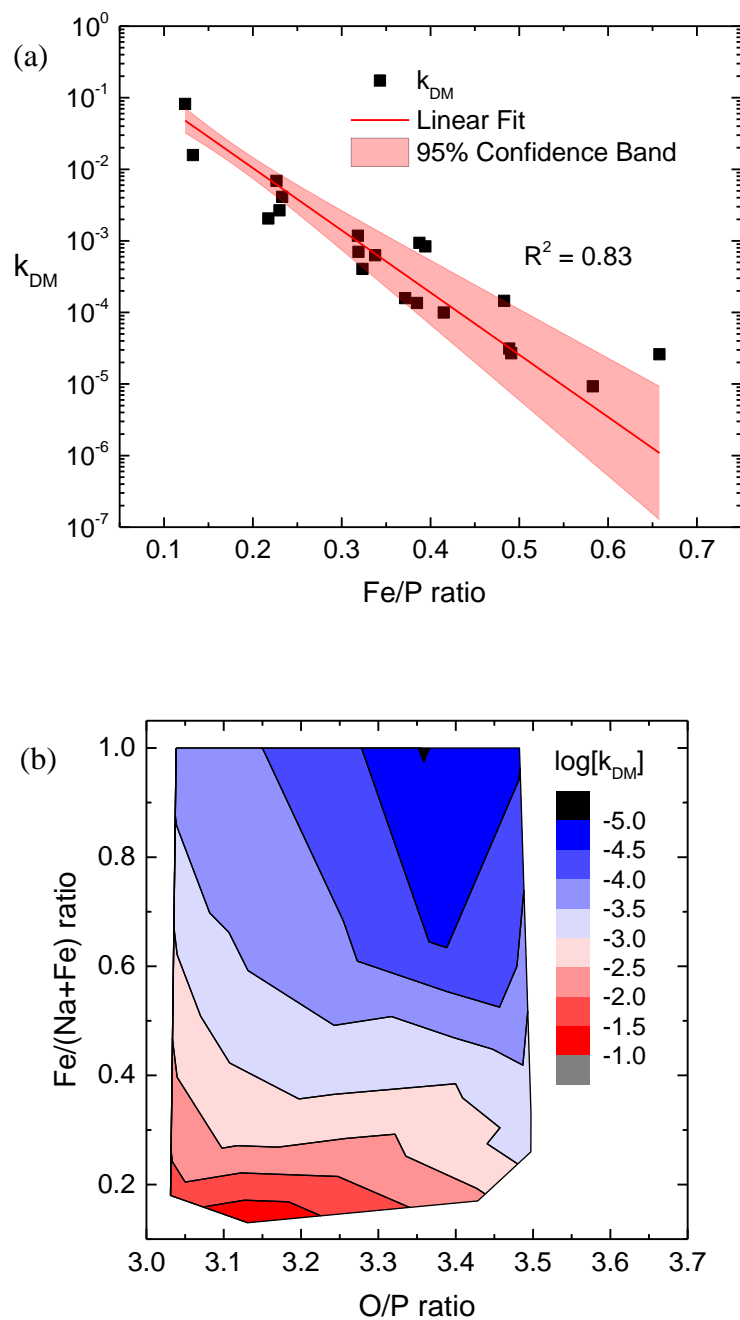 (a)
10^0
10^-1
10^-2
10^-3
10^-4
10^-5
10^-6
10^-7
k_DM
k_DM
Linear Fit
95% Confidence Band
R^2 = 0.83
0.1 0.2 0.3 0.4 0.5 0.6 0.7
Fe/P ratio
(b)
1.0
0.8
0.6
0.4
0.2
Fe/(Na+Fe) ratio
log[k_DM]
-5.0
-4.5
-4.0
-3.5
-3.0
-2.5
-2.0
-1.5
-1.0
3.0 3.1 3.2 3.3 3.4 3.5 3.6 3.7
O/P ratio